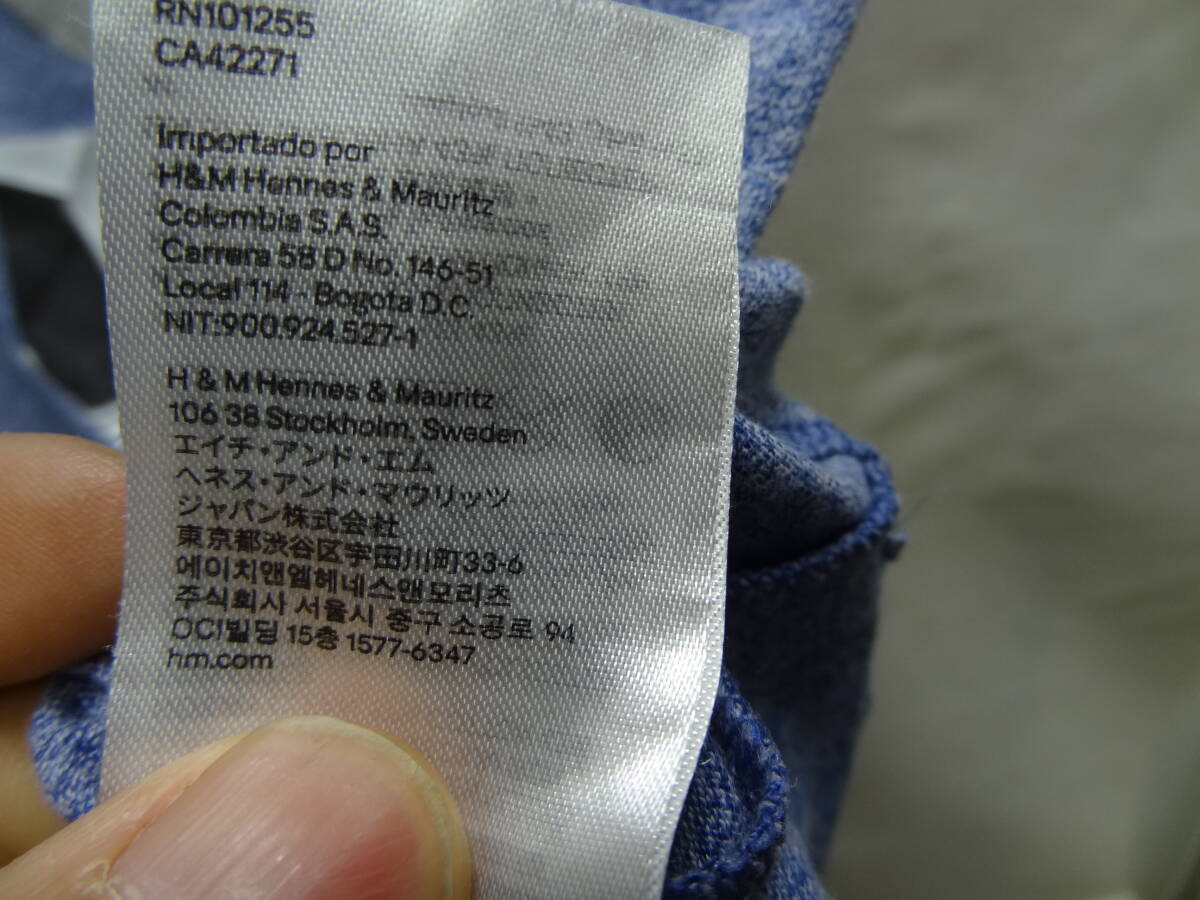 RN101255
CA42271
Importado por
H&M Hennes & Mauritz
Colombia S.A.S.
Carrera 58 D No. 146-51
Local 114 - Bogota D.C.
NIT:900.924.527-1
H & M Hennes & Mauritz
106 38 Stockholm, Sweden
エイチ・アンド・エム
ヘネス・アンド・マウリッツ
ジャパン株式会社
東京都渋谷区宇田川町33-6
에이치앤엠헤네스앤모리츠
주식회사 서울시 중구 소공로 94
OCI빌딩 15층 1577-6347
hm.com